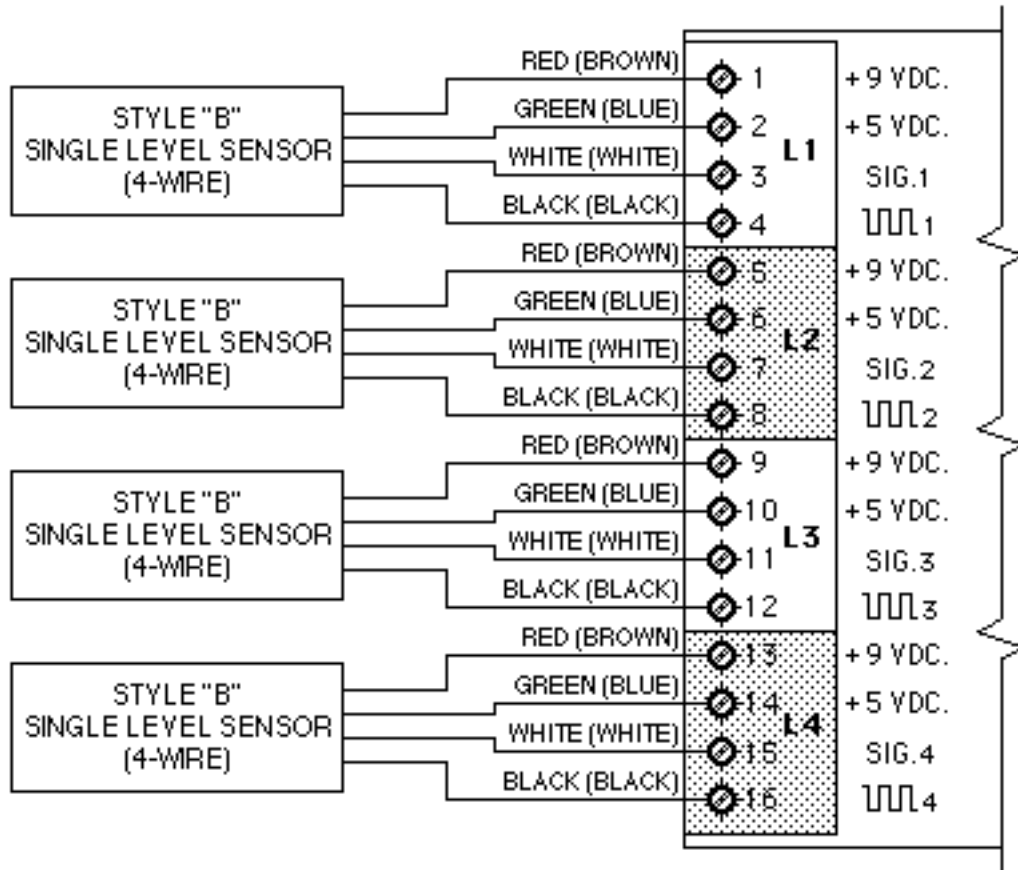 RED (BROWN) 1 +9 VDC.
STYLE "B" GREEN (BLUE) 2 +5 VDC.
SINGLE LEVEL SENSOR L1
(4-WIRE) WHITE (WHITE) 3 SIG.1
BLACK (BLACK) 4 1
RED (BROWN) 5 +9 VDC.
STYLE "B" GREEN (BLUE) 6 +5 VDC.
SINGLE LEVEL SENSOR L2
(4-WIRE) WHITE (WHITE) 7 SIG.2
BLACK (BLACK) 8 2
RED (BROWN) 9 +9 VDC.
STYLE "B" GREEN (BLUE) 10 +5 VDC.
SINGLE LEVEL SENSOR L3
(4-WIRE) WHITE (WHITE) 11 SIG.3
BLACK (BLACK) 12 3
RED (BROWN) 13 +9 VDC.
STYLE "B" GREEN (BLUE) 14 +5 VDC.
SINGLE LEVEL SENSOR L4
(4-WIRE) WHITE (WHITE) 15 SIG.4
BLACK (BLACK) 16 4